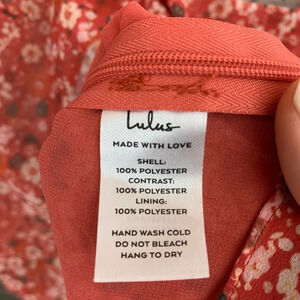 Lulus
MADE WITH LOVE
SHELL:
100% POLYESTER
CONTRAST:
100% POLYESTER
LINING:
100% POLYESTER
HAND WASH COLD
DO NOT BLEACH
HANG TO DRY